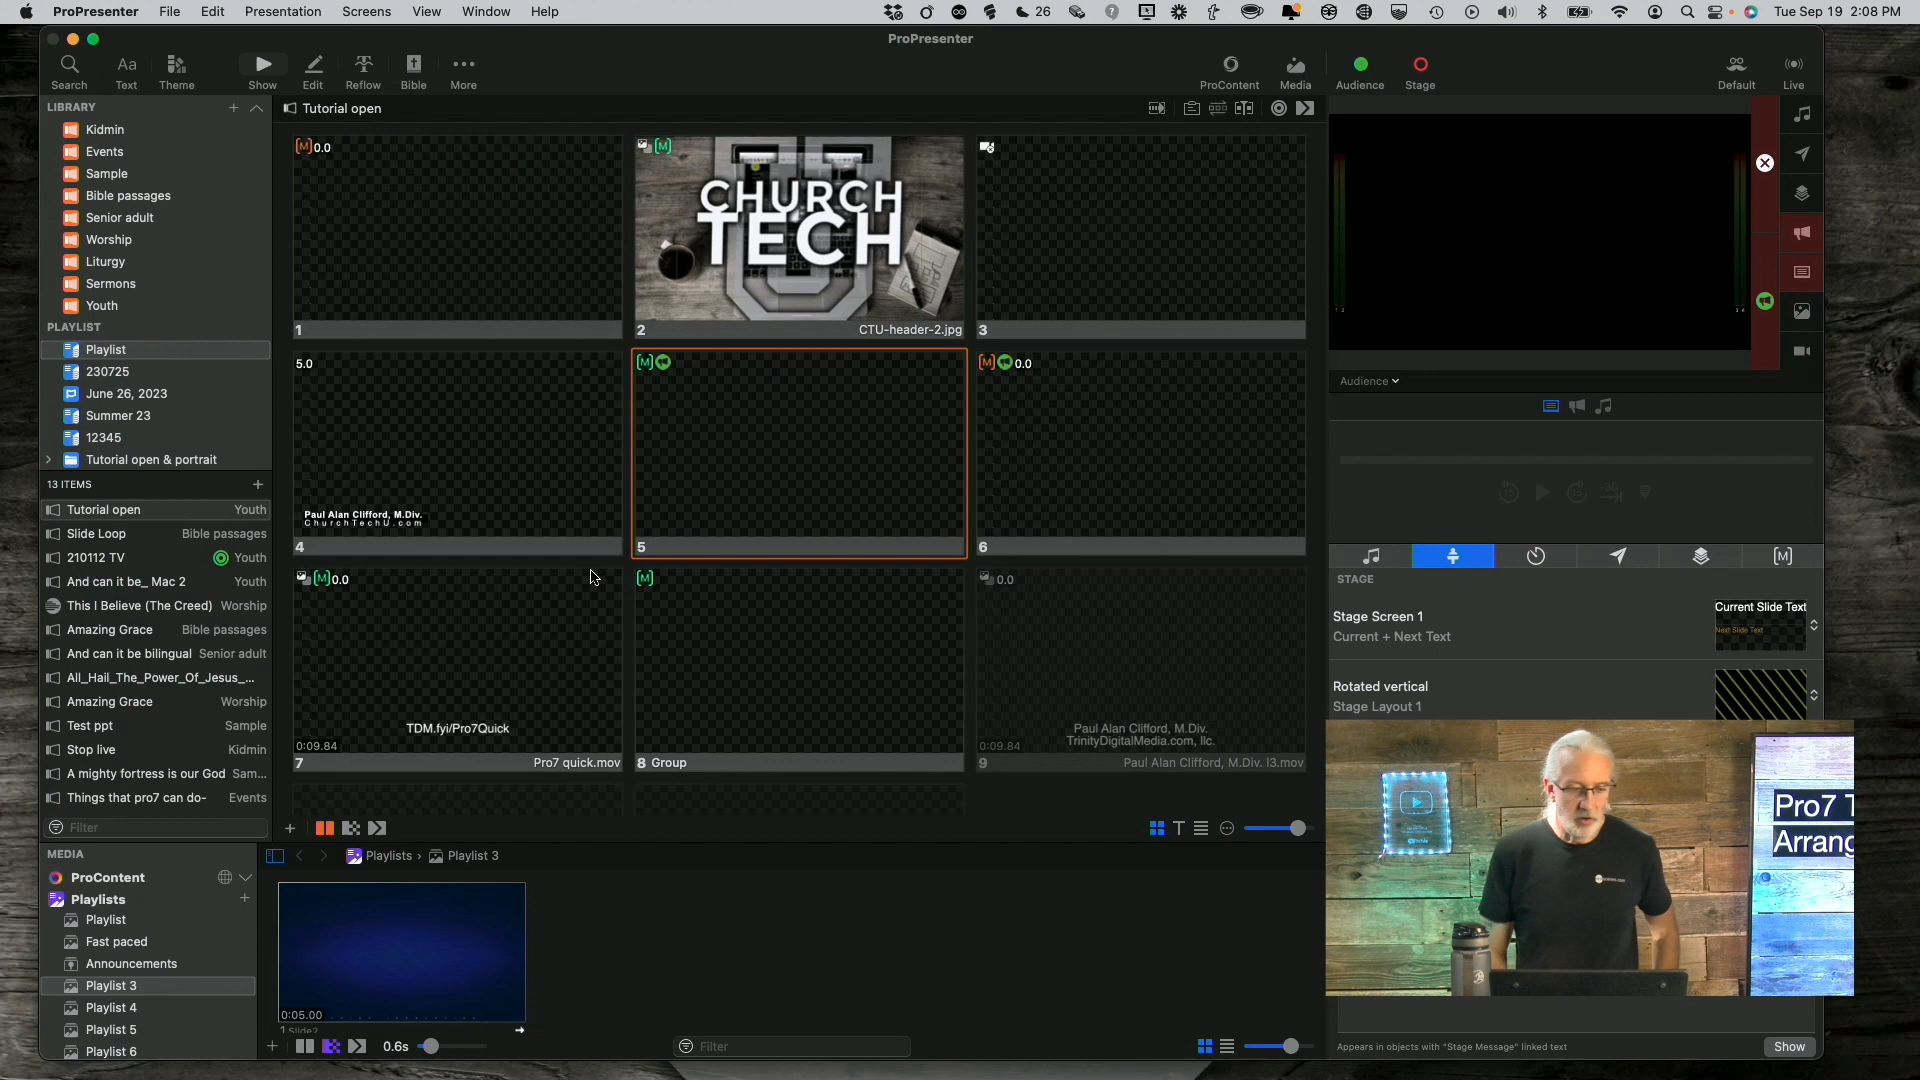 ProPresenter File Edit Presentation Screens View Window Help
26
Tue Sep 19 2:08 PM
ProPresenter
Search
Text
Theme
Show
Edit
Reflow
Bible
More
ProContent
Media
Audience
Stage
Default
Live
LIBRARY
Kidmin
Events
Sample
Bible passages
Senior adult
Worship
Liturgy
Sermons
Youth
PLAYLIST
Playlist
230725
June 26, 2023
Summer 23
12345
Tutorial open & portrait
13 ITEMS
Tutorial open Youth
Slide Loop Bible passages
210112 TV Youth
And can it be_ Mac 2 Youth
This I Believe (The Creed) Worship
Amazing Grace Bible passages
And can it be bilingual Senior adult
All_Hail_The_Power_Of_Jesus_...
Amazing Grace Worship
Test ppt Sample
Stop live Kidmin
A mighty fortress is our God Sam...
Things that pro7 can do- Events
Filter
Tutorial open
[M] 0.0
1
[M]
CHURCH
TECH
2 CTU-header-2.jpg
3
5.0
Paul Alan Clifford, M.Div.
ChurchTechU.com
4
[M]
5
[M] 0.0
6
[M] 0.0
TDM.fyi/Pro7Quick
0:09.84
7 Pro7 quick.mov
[M]
8 Group
0.0
Paul Alan Clifford, M.Div.
TrinityDigitalMedia.com, llc.
0:09.84
9 Paul Alan Clifford, M.Div. l3.mov
MEDIA
ProContent
Playlists
Playlist
Fast paced
Announcements
Playlist 3
Playlist 4
Playlist 5
Playlist 6
Playlists › Playlist 3
0:05.00
1 Slide2
0.6s
Filter
Audience
[M]
STAGE
Stage Screen 1
Current + Next Text
Current Slide Text
Next Slide Text
Rotated vertical
Stage Layout 1
Pro7
Arrang
Appears in objects with "Stage Message" linked text
Show